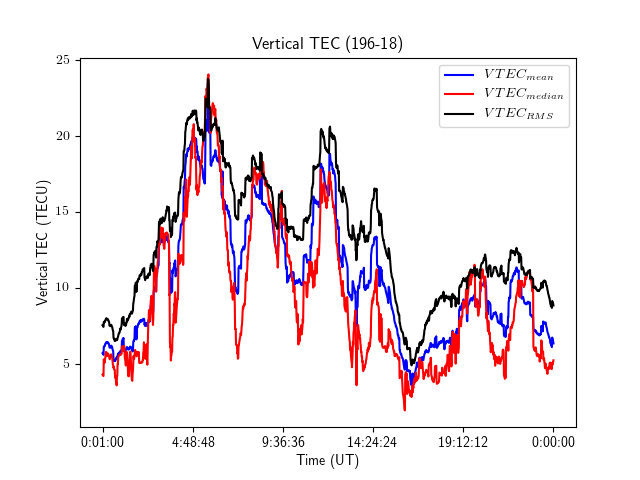 Vertical TEC (196-18)
25
20
15
10
5
Vertical TEC (TECU)
VTEC_mean
VTEC_median
VTEC_RMS
0:01:00 4:48:48 9:36:36 14:24:24 19:12:12 0:00:00
Time (UT)